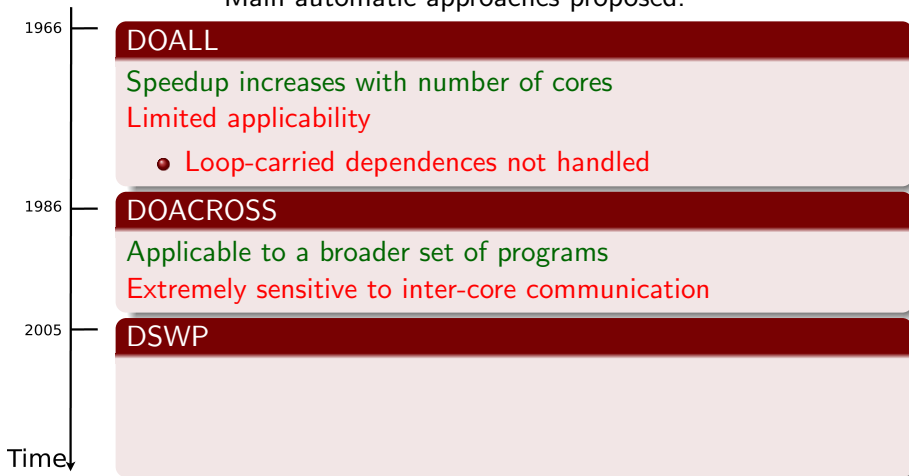 Main automatic approaches proposed:
1966
DOALL
Speedup increases with number of cores
Limited applicability
Loop-carried dependences not handled
1986
DOACROSS
Applicable to a broader set of programs
Extremely sensitive to inter-core communication
2005
DSWP
Time